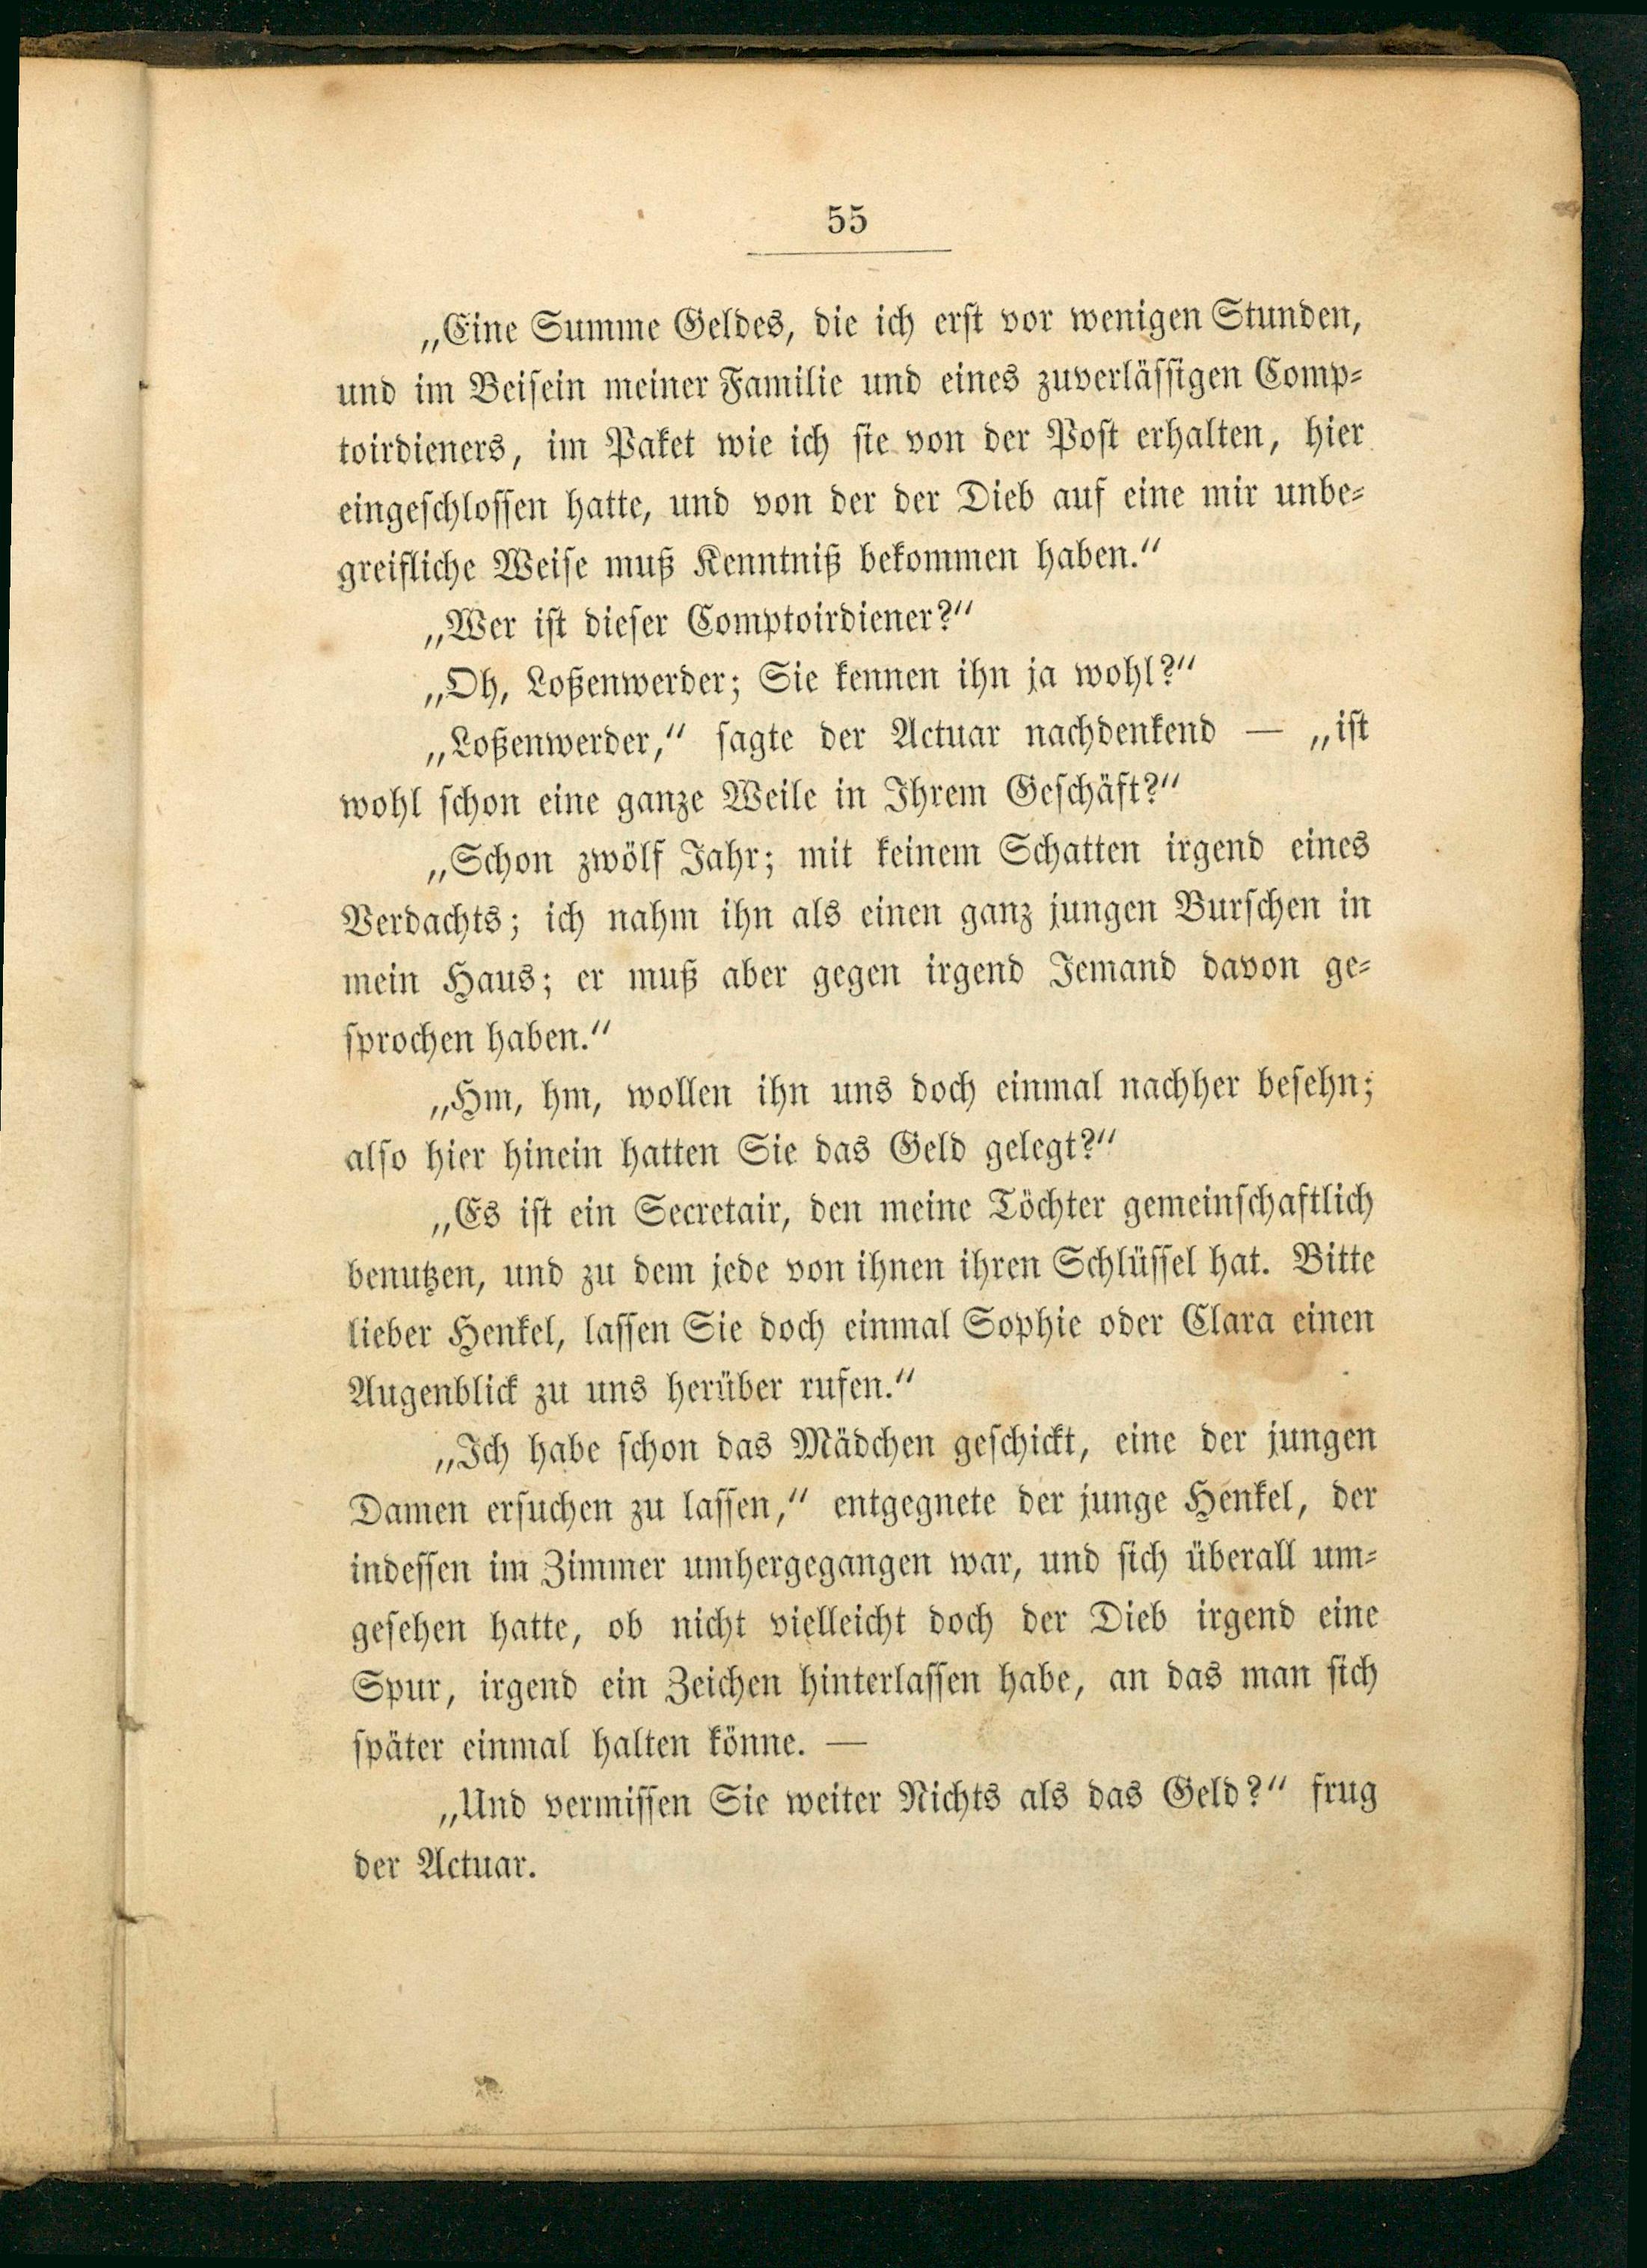 55
„Eine Summe Geldes, die ich erst vor wenigen Stunden,
und im Beisein meiner Familie und eines zuverlässigen Comp-
toirdieners, im Paket wie ich sie von der Post erhalten, hier
eingeschlossen hatte, und von der der Dieb auf eine mir unbe-
greifliche Weise muß Kenntniß bekommen haben.“
„Wer ist dieser Comptoirdiener?“
„Oh, Loßenwerder; Sie kennen ihn ja wohl?“
„Loßenwerder,“ sagte der Actuar nachdenkend — „ist
wohl schon eine ganze Weile in Ihrem Geschäft?“
„Schon zwölf Jahr; mit keinem Schatten irgend eines
Verdachts; ich nahm ihn als einen ganz jungen Burschen in
mein Haus; er muß aber gegen irgend Jemand davon ge-
sprochen haben.“
„Hm, hm, wollen ihn uns doch einmal nachher besehn;
also hier hinein hatten Sie das Geld gelegt?“
„Es ist ein Secretair, den meine Töchter gemeinschaftlich
benutzen, und zu dem jede von ihnen ihren Schlüssel hat. Bitte
lieber Henkel, lassen Sie doch einmal Sophie oder Clara einen
Augenblick zu uns herüber rufen.“
„Ich habe schon das Mädchen geschickt, eine der jungen
Damen ersuchen zu lassen,“ entgegnete der junge Henkel, der
indessen im Zimmer umhergegangen war, und sich überall um-
gesehen hatte, ob nicht vielleicht doch der Dieb irgend eine
Spur, irgend ein Zeichen hinterlassen habe, an das man sich
später einmal halten könne. —
„Und vermissen Sie weiter Nichts als das Geld?“ frug
der Actuar.